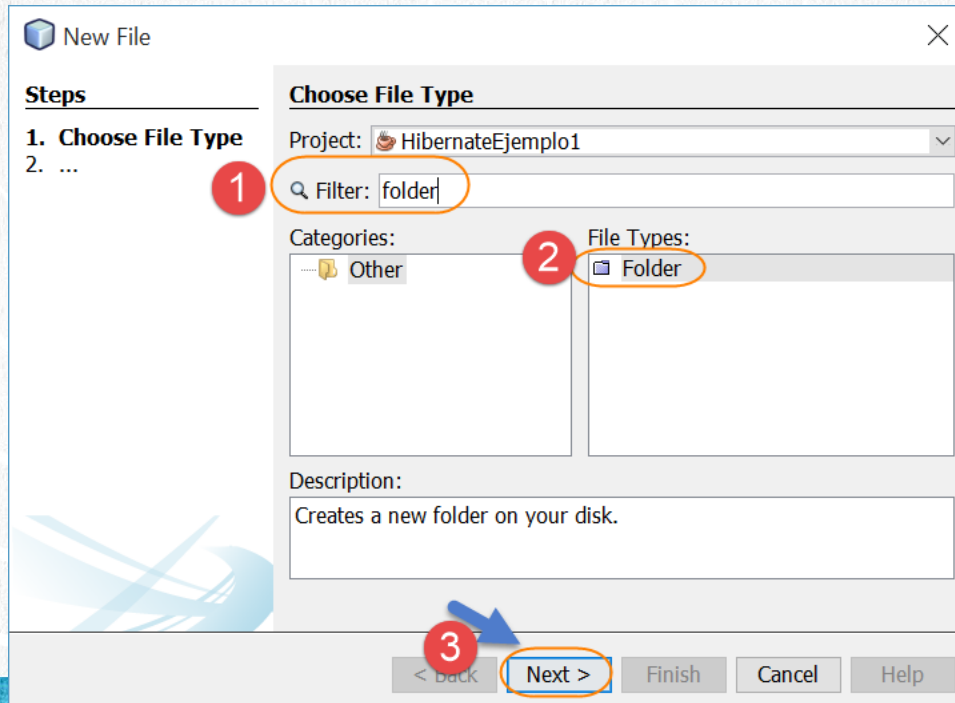 New File
Steps
1. Choose File Type
2. ...
Choose File Type
Project: HibernateEjemplo1
1
Filter: folder
Categories:
Other
2
File Types:
Folder
Description:
Creates a new folder on your disk.
3
< Back
Next >
Finish
Cancel
Help